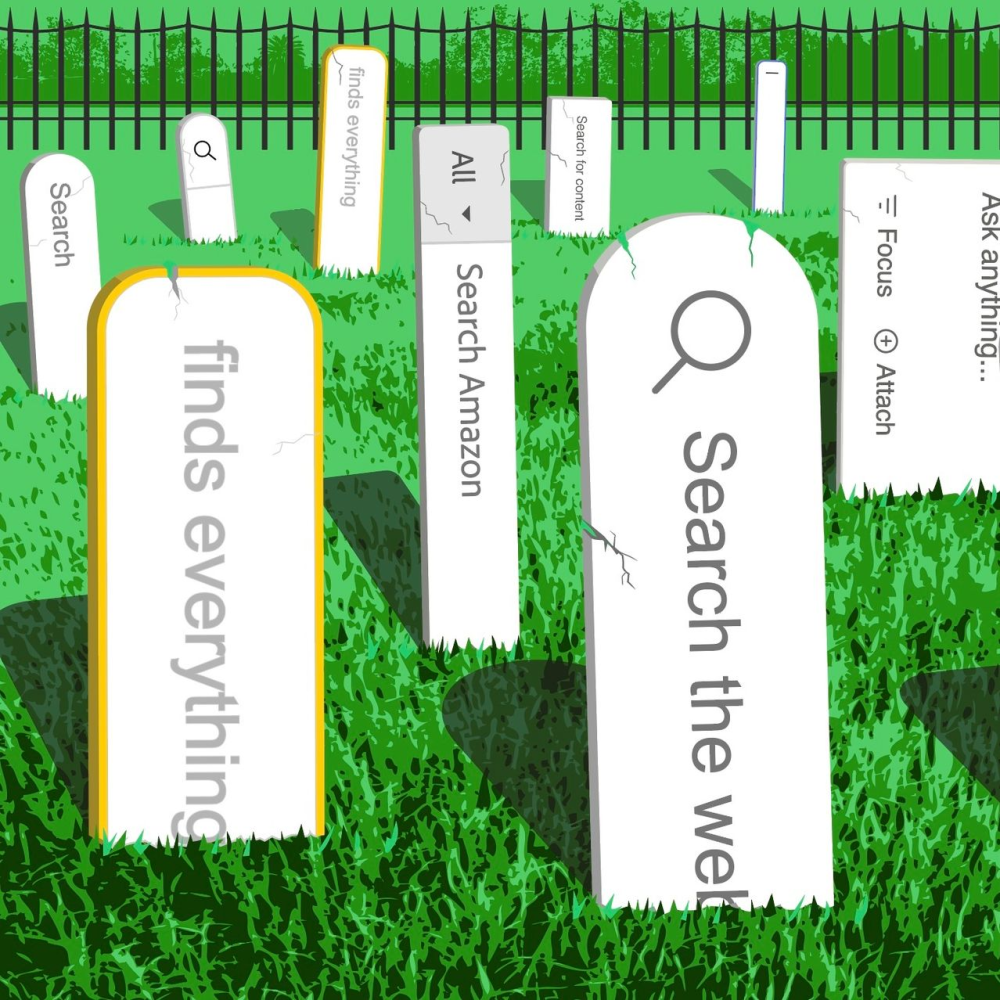 Search
finds everything
All
Search Amazon
Search for content
Ask anything...
Focus
Attach
finds everything
Search the web